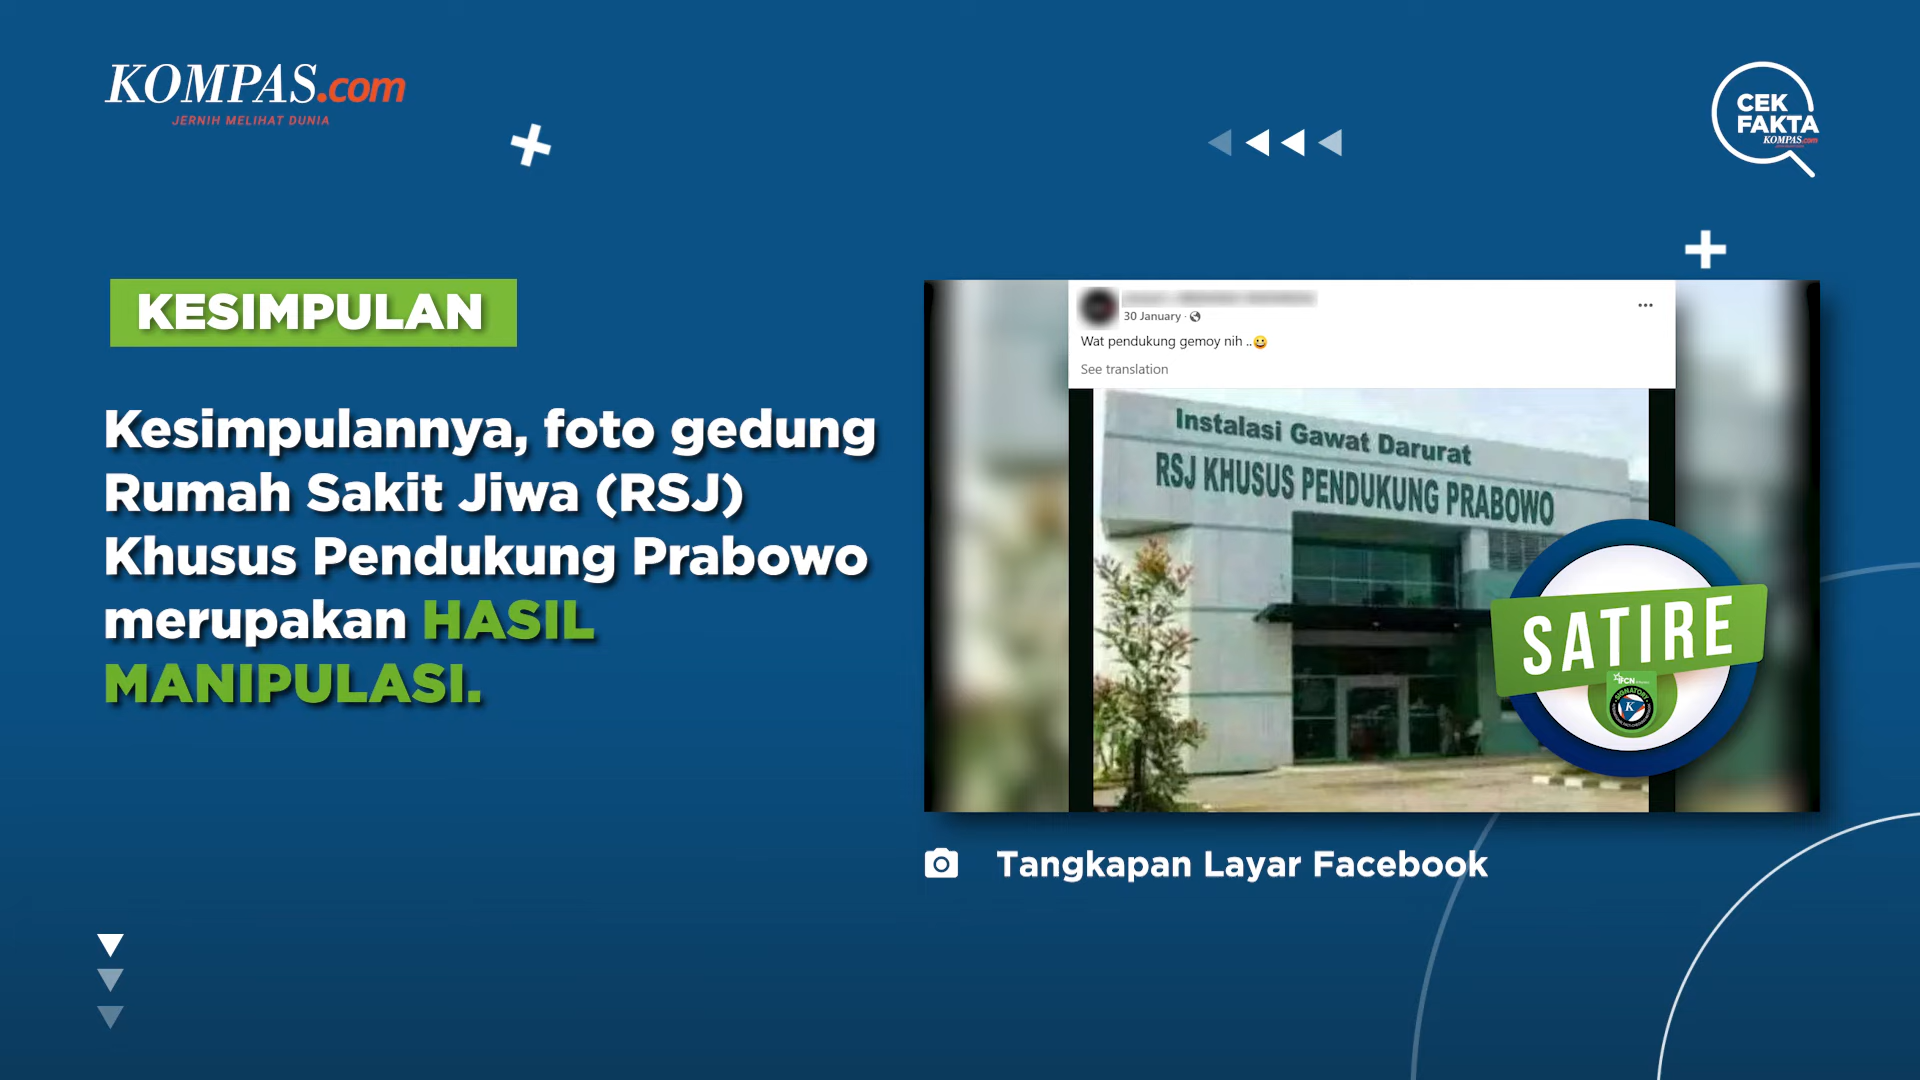 KOMPAS.com
JERNIH MELIHAT DUNIA
CEK
FAKTA
KOMPAS.com
KESIMPULAN
Kesimpulannya, foto gedung
Rumah Sakit Jiwa (RSJ)
Khusus Pendukung Prabowo
merupakan HASIL
MANIPULASI.
30 January ·
Wat pendukung gemoy nih ..😀
See translation
Instalasi Gawat Darurat
RSJ KHUSUS PENDUKUNG PRABOWO
SATIRE
IFCN
SIGNATORY
K
Tangkapan Layar Facebook